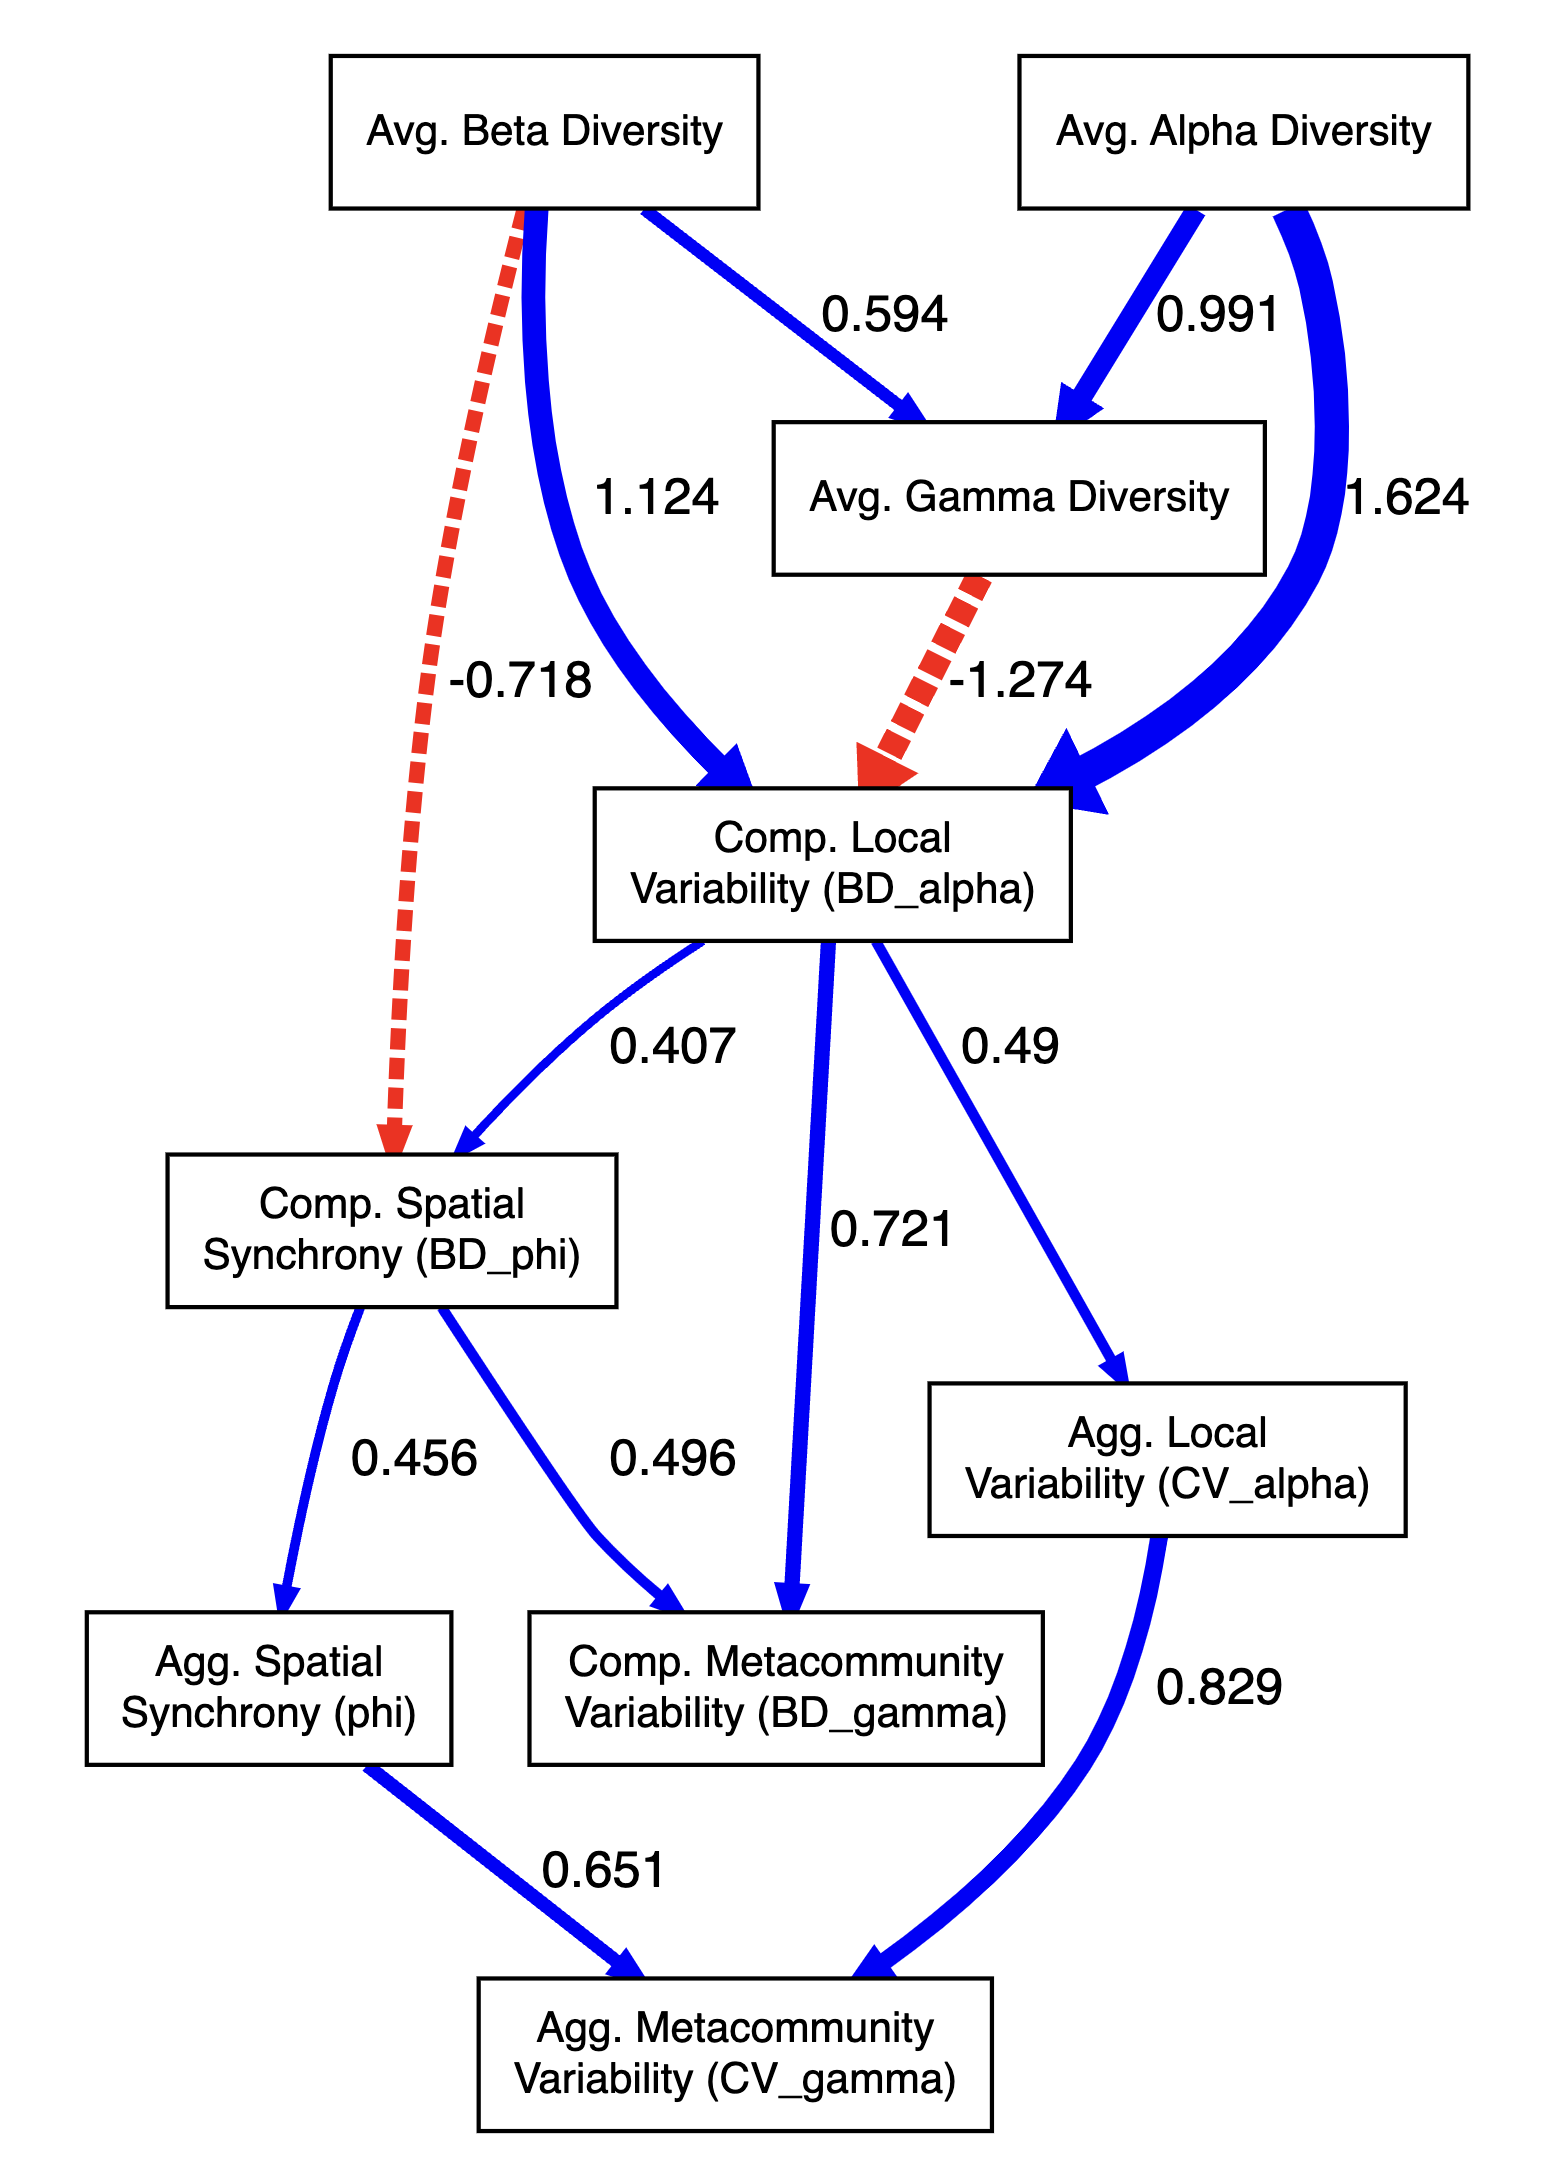 Avg. Beta Diversity
Avg. Alpha Diversity
0.594
0.991
1.124
Avg. Gamma Diversity
1.624
-0.718
-1.274
Comp. Local
Variability (BD_alpha)
0.407
0.49
Comp. Spatial
Synchrony (BD_phi)
0.721
0.456
0.496
Agg. Local
Variability (CV_alpha)
Agg. Spatial
Synchrony (phi)
Comp. Metacommunity
Variability (BD_gamma)
0.829
0.651
Agg. Metacommunity
Variability (CV_gamma)